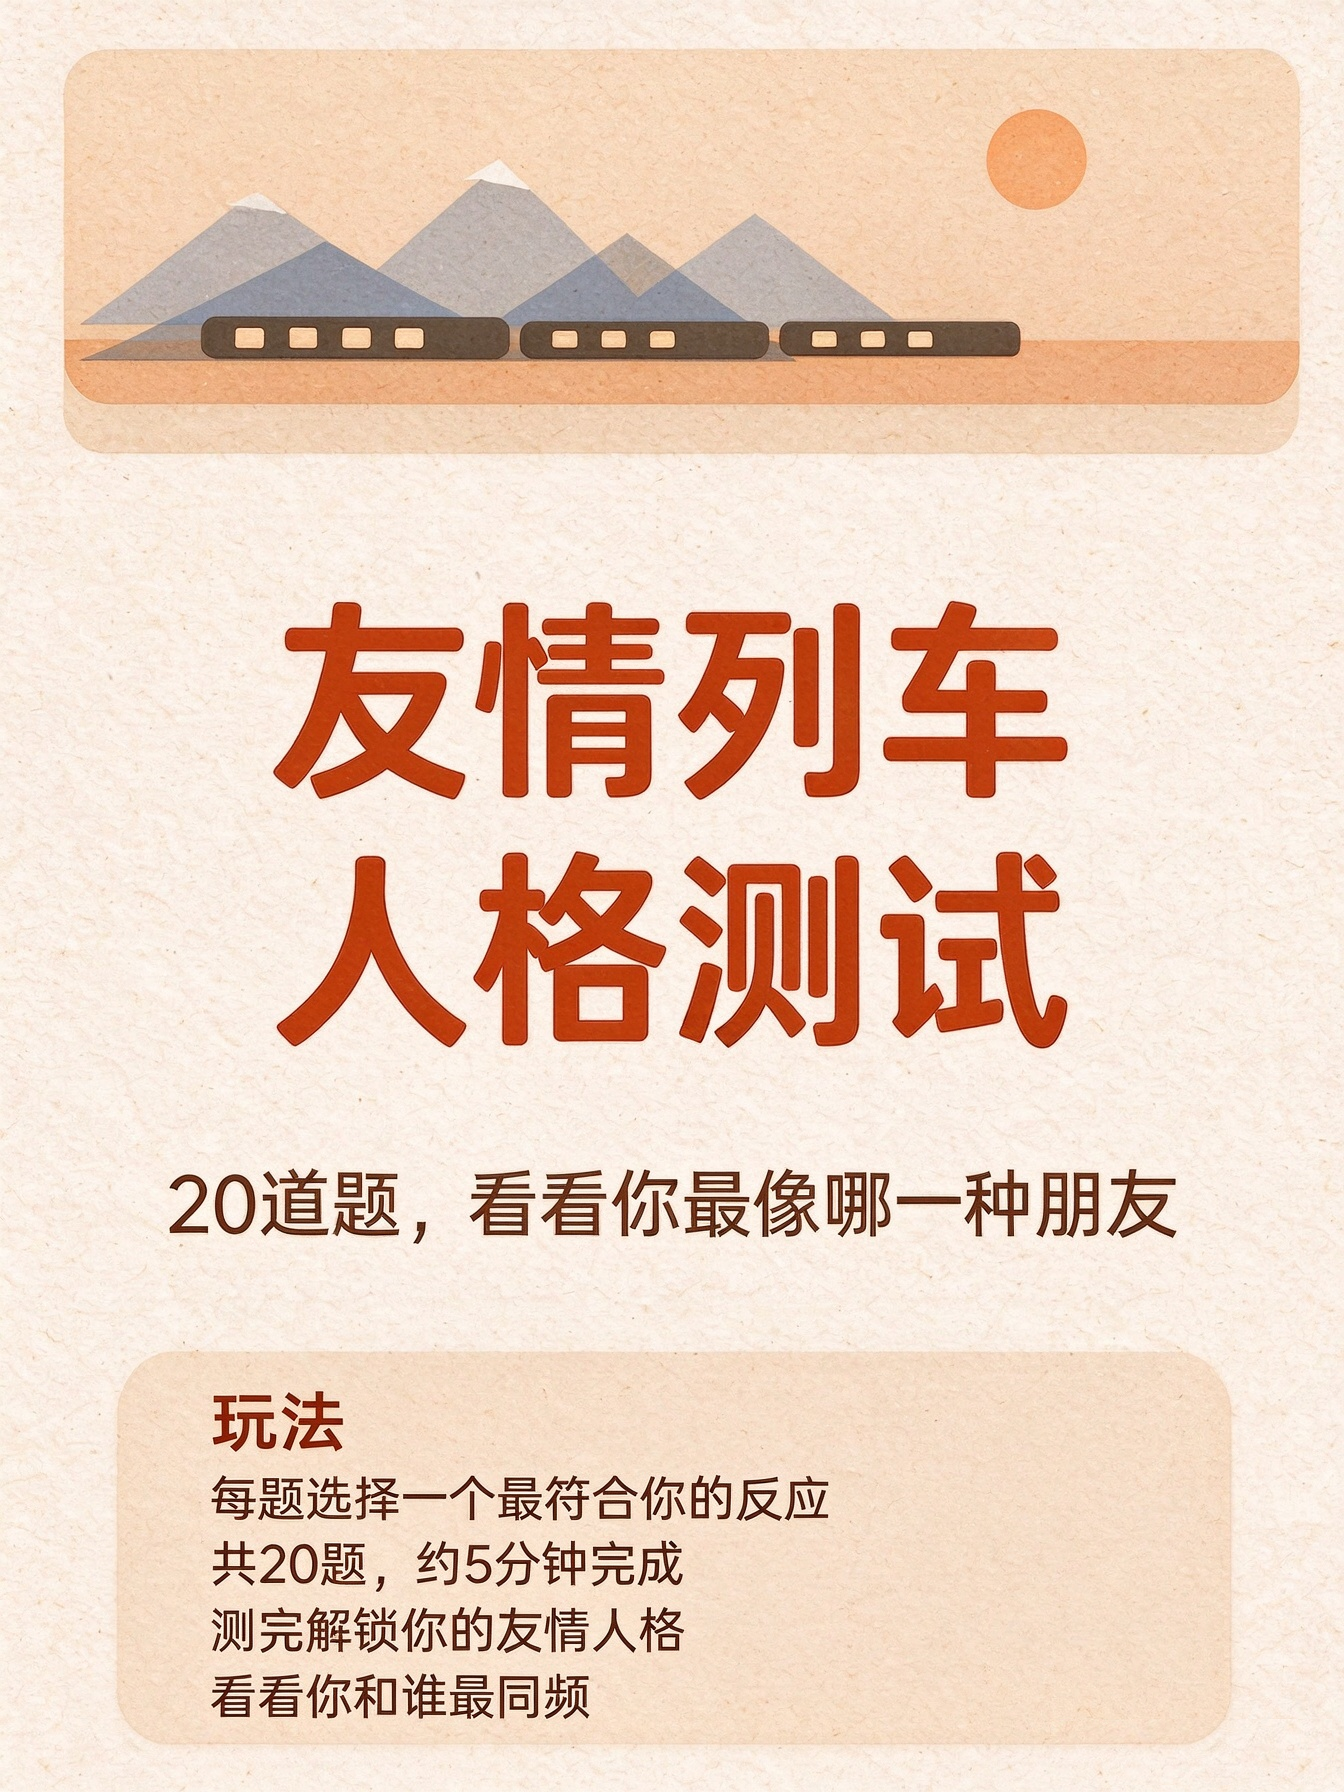 友情列车
人格测试
20道题，看看你最像哪一种朋友
玩法
每题选择一个最符合你的反应
共20题，约5分钟完成
测完解锁你的友情人格
看看你和谁最同频